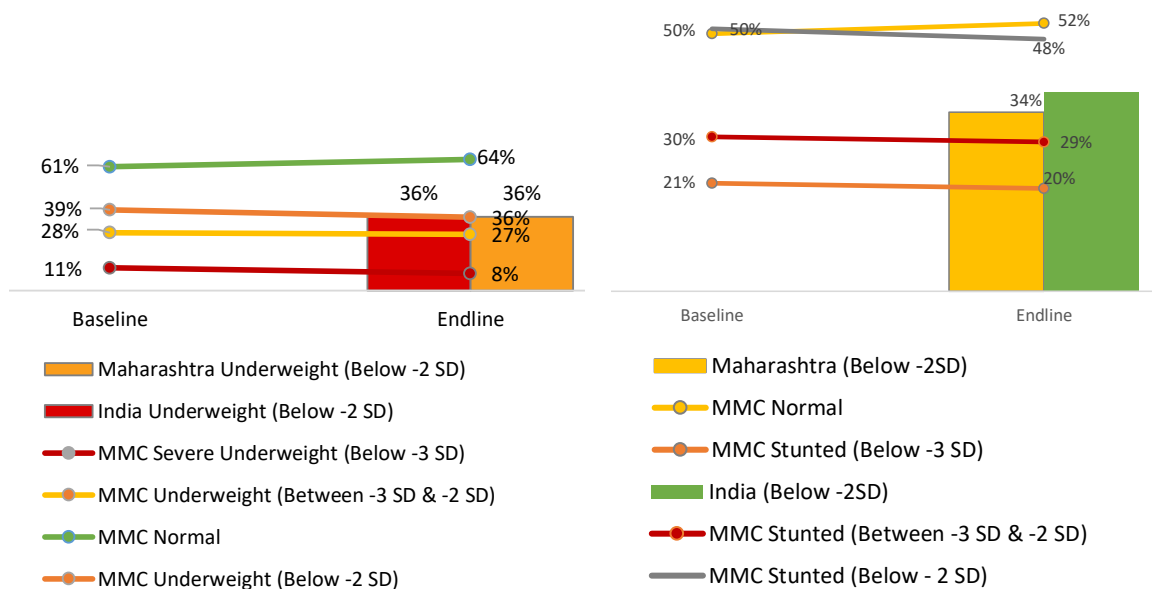 61%
64%
39%
36%
36%
36%
28%
27%
11%
8%
Baseline
Endline
Maharashtra Underweight (Below -2 SD)
India Underweight (Below -2 SD)
MMC Severe Underweight (Below -3 SD)
MMC Underweight (Between -3 SD & -2 SD)
MMC Normal
MMC Underweight (Below -2 SD)
50%
50%
52%
48%
34%
30%
29%
21%
20%
Baseline
Endline
Maharashtra (Below -2SD)
MMC Normal
MMC Stunted (Below -3 SD)
India (Below -2SD)
MMC Stunted (Between -3 SD & -2 SD)
MMC Stunted (Below - 2 SD)